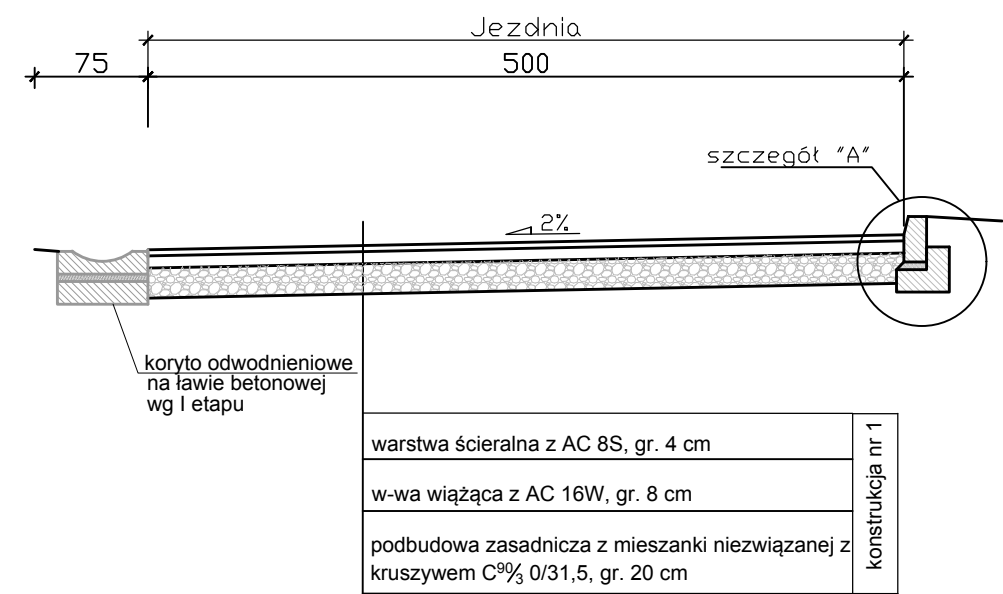 Jezdnia
75
500
szczegół "A"
2%
koryto odwodnieniowe
na ławie betonowej
wg I etapu
warstwa ścieralna z AC 8S, gr. 4 cm
w-wa wiążąca z AC 16W, gr. 8 cm
podbudowa zasadnicza z mieszanki niezwiązanej z
kruszywem C90/3 0/31,5, gr. 20 cm
konstrukcja nr 1